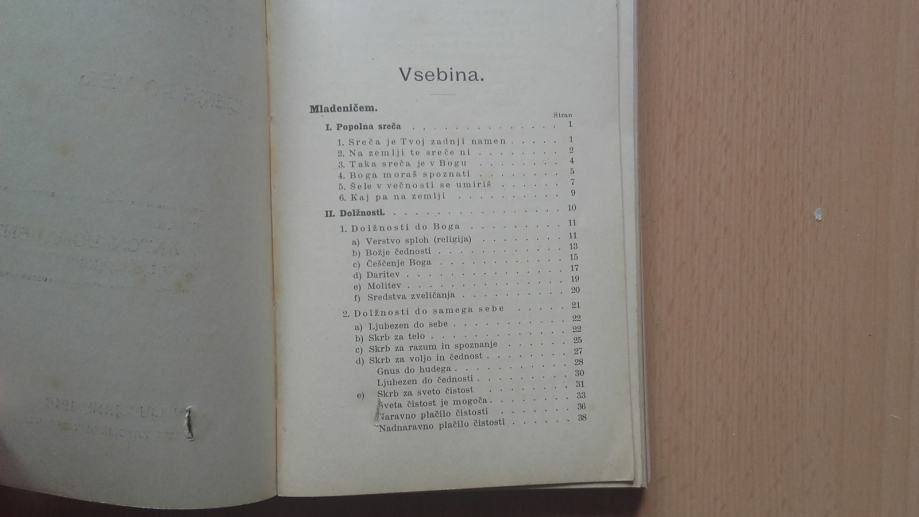 Vsebina.
Mladeničem.
Stran
I. Popolna sreča . . . . . . . . . . . . . . 1
1. Sreča je Tvoj zadnji namen . . . . . 1
2. Na zemlji te sreče ni . . . . . . . . 2
3. Taka sreča je v Bogu . . . . . . . . 4
4. Boga moraš spoznati . . . . . . . . 5
5. Šele v večnosti se umiriš . . . . . . 7
6. Kaj pa na zemlji . . . . . . . . . . 9
II. Dolžnosti. . . . . . . . . . . . . . . . 10
1. Dolžnosti do Boga . . . . . . . . . 11
a) Verstvo sploh (religija) . . . . . . . 11
b) Božje čednosti . . . . . . . . . . . 13
c) Češčenje Boga . . . . . . . . . . . 15
d) Daritev . . . . . . . . . . . . . . 17
e) Molitev . . . . . . . . . . . . . . 19
f) Sredstva zveličanja . . . . . . . . . 20
2. Dolžnosti do samega sebe . . . . . 21
a) Ljubezen do sebe . . . . . . . . . . 22
b) Skrb za telo . . . . . . . . . . . . 22
c) Skrb za razum in spoznanje . . . . . 25
d) Skrb za voljo in čednost . . . . . . . 27
Gnus do hudega . . . . . . . . . . 28
Ljubezen do čednosti . . . . . . . . 30
e) Skrb za sveto čistost . . . . . . . . 31
Sveta čistost je mogoča . . . . . . . 33
Naravno plačilo čistosti . . . . . . . 36
Nadnaravno plačilo čistosti . . . . . . 38